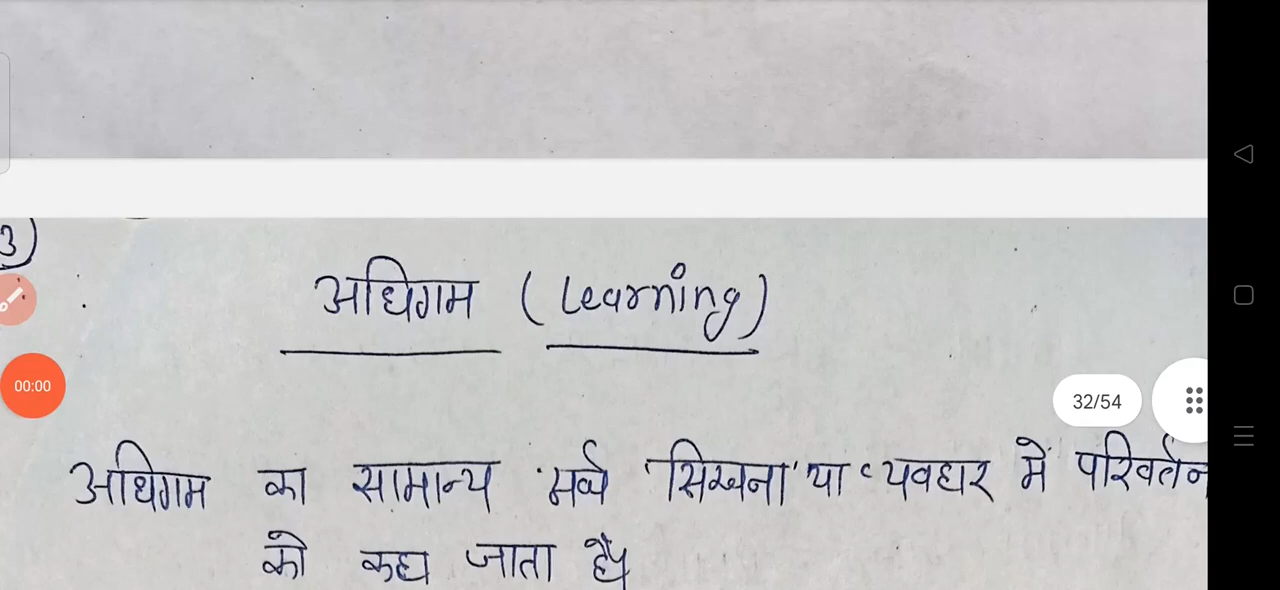 3)
अधिगम (Learning)
00:00
32/54
अधिगम का सामान्य अर्थ 'सिखना' या व्यवहार में परिवर्तन
को कहा जाता है।